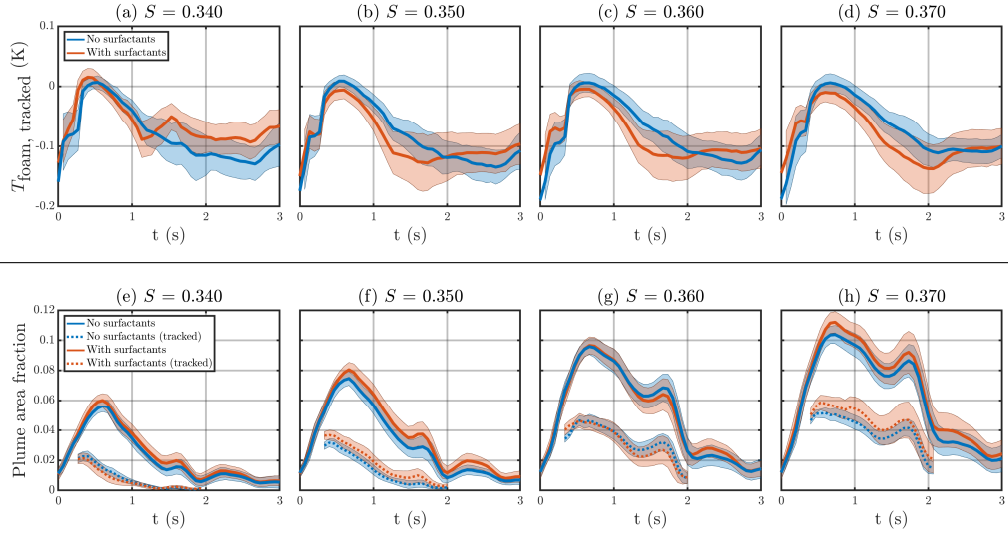 (a) S = 0.340
(b) S = 0.350
(c) S = 0.360
(d) S = 0.370
T_foam, tracked (K)
0.1
0
-0.1
-0.2
No surfactants
With surfactants
0 1 2 3
0 1 2 3
0 1 2 3
0 1 2 3
t (s)
t (s)
t (s)
t (s)
(e) S = 0.340
(f) S = 0.350
(g) S = 0.360
(h) S = 0.370
Plume area fraction
0.12
0.1
0.08
0.06
0.04
0.02
0
No surfactants
No surfactants (tracked)
With surfactants
With surfactants (tracked)
0 1 2 3
0 1 2 3
0 1 2 3
0 1 2 3
t (s)
t (s)
t (s)
t (s)